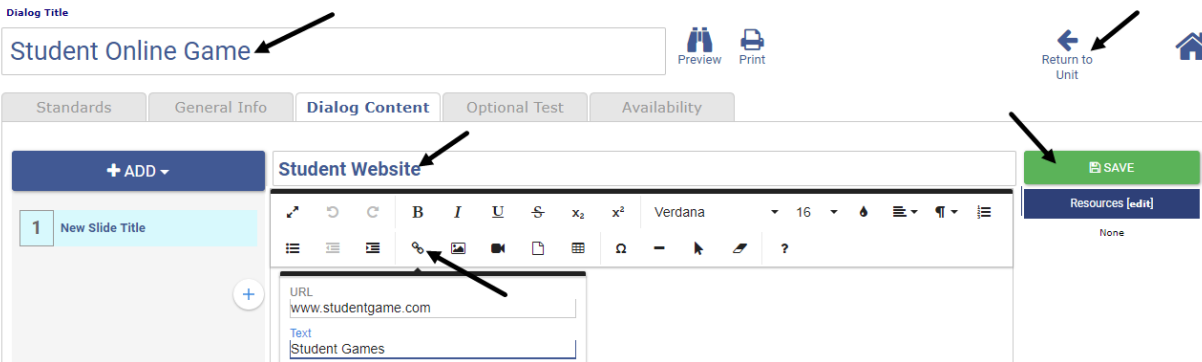 Dialog Title
Student Online Game
Preview
Print
Return to
Unit
Standards
General Info
Dialog Content
Optional Test
Availability
ADD
Student Website
SAVE
Resources [edit]
None
1 New Slide Title
B I U S x₂ x² Verdana 16 ¶
Ω ?
+
URL
www.studentgame.com
Text
Student Games